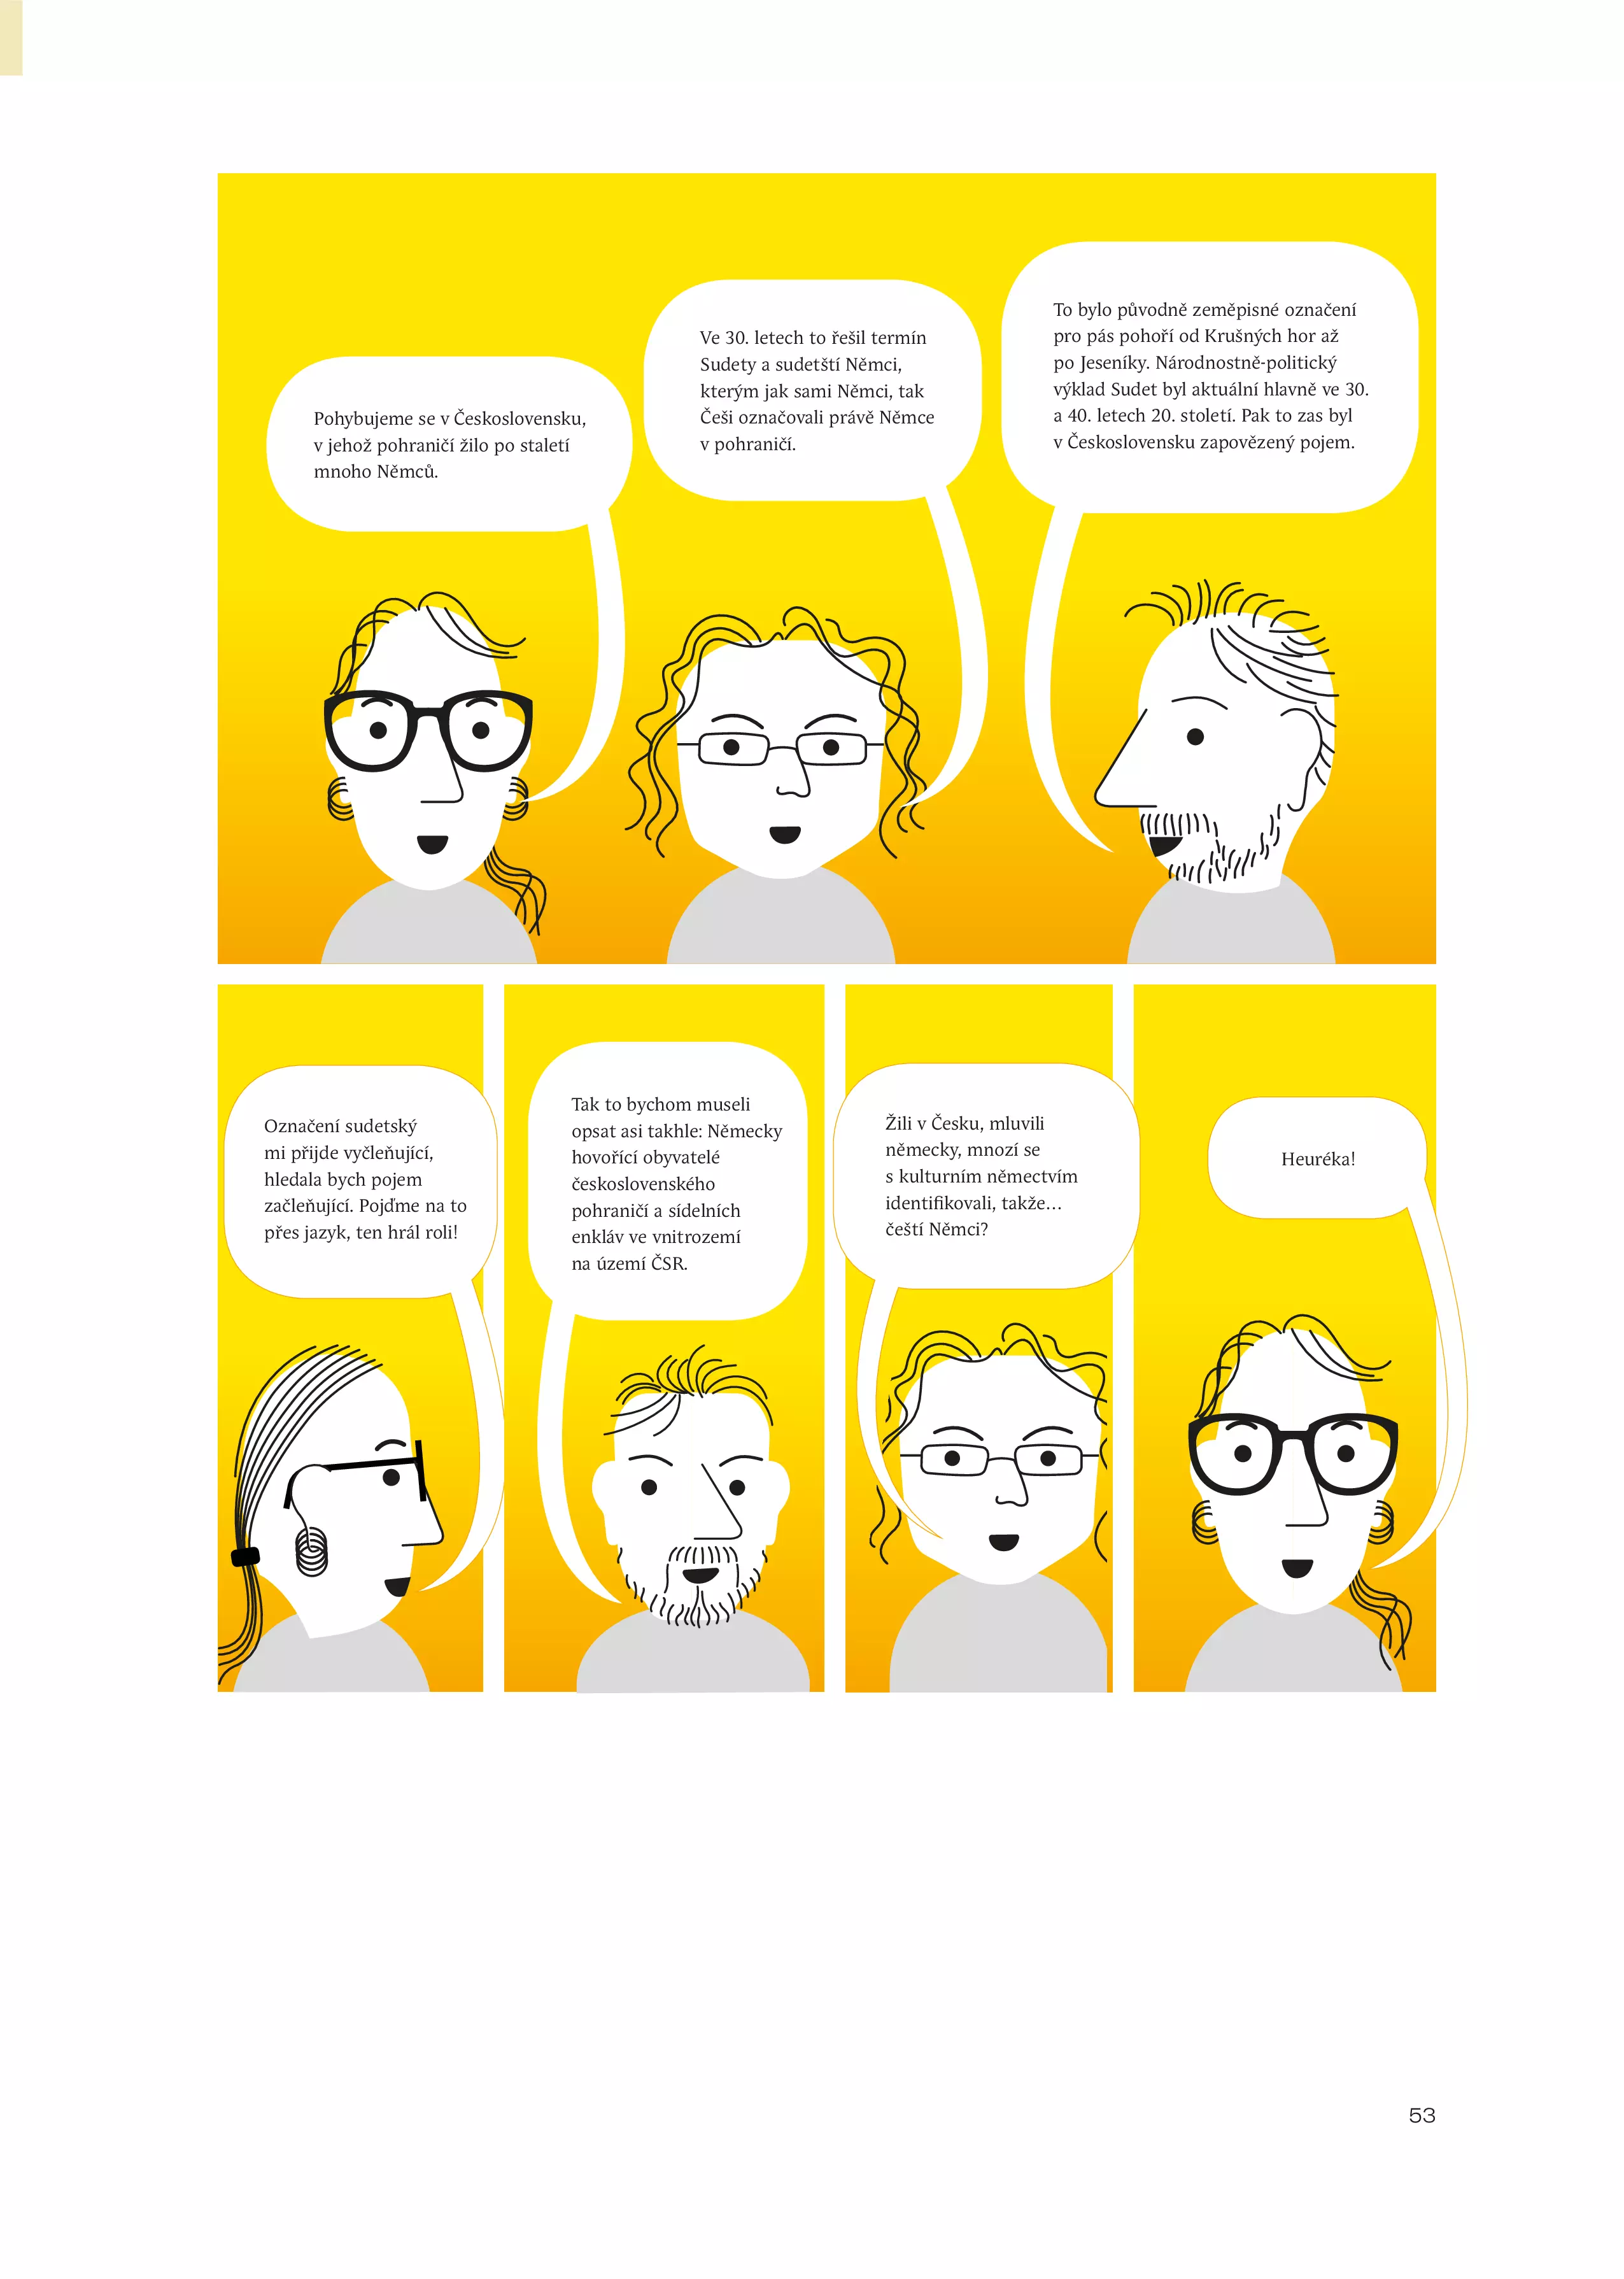 Pohybujeme se v Československu,
v jehož pohraničí žilo po staletí
mnoho Němců.
Ve 30. letech to řešil termín
Sudety a sudetští Němci,
kterým jak sami Němci, tak
Češi označovali právě Němce
v pohraničí.
To bylo původně zeměpisné označení
pro pás pohoří od Krušných hor až
po Jeseníky. Národnostně-politický
výklad Sudet byl aktuální hlavně ve 30.
a 40. letech 20. století. Pak to zas byl
v Československu zapovězený pojem.
Označení sudetský
mi přijde vyčleňující,
hledala bych pojem
začleňující. Pojďme na to
přes jazyk, ten hrál roli!
Tak to bychom museli
opsat asi takhle: Německy
hovořící obyvatelé
československého
pohraničí a sídelních
enkláv ve vnitrozemí
na území ČSR.
Žili v Česku, mluvili
německy, mnozí se
s kulturním němectvím
identifikovali, takže…
čeští Němci?
Heuréka!
53